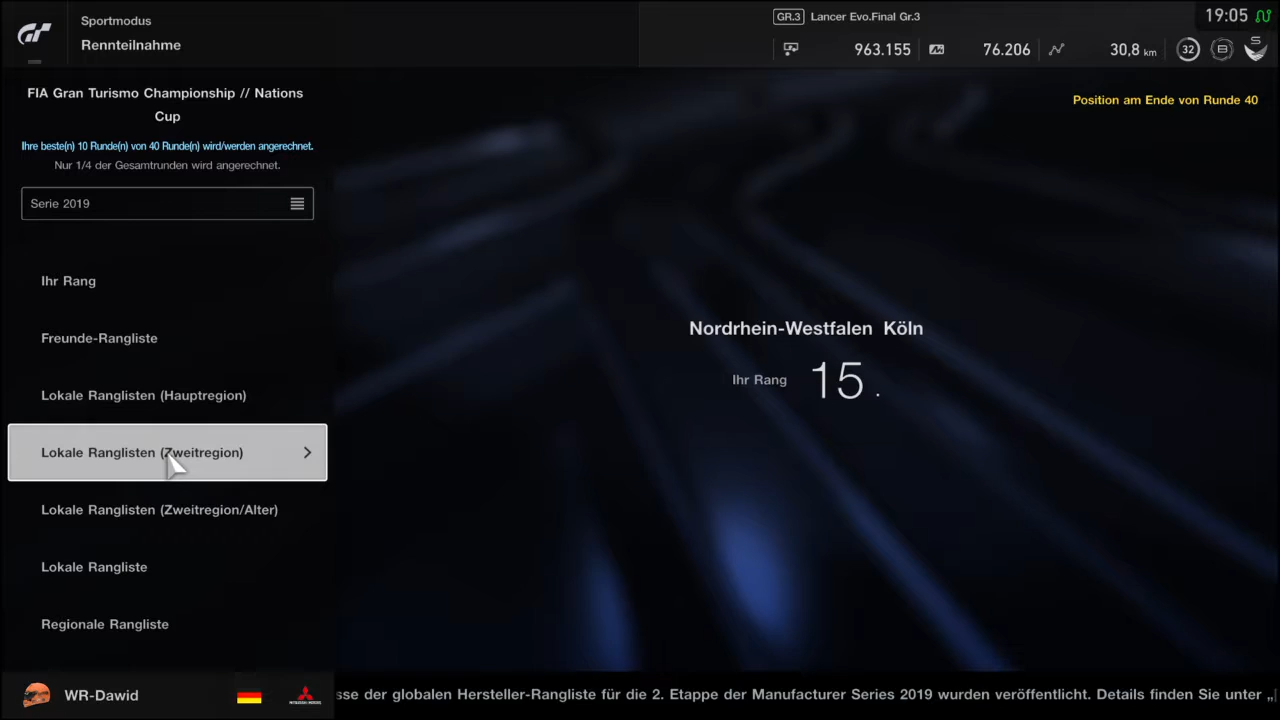 Sportmodus
Rennteilnahme
GR.3 Lancer Evo.Final Gr.3
19:05
963.155 76.206 30,8 km 32 B S
FIA Gran Turismo Championship // Nations
Cup
Ihre beste(n) 10 Runde(n) von 40 Runde(n) wird/werden angerechnet.
Nur 1/4 der Gesamtrunden wird angerechnet.
Serie 2019
Position am Ende von Runde 40
Ihr Rang
Freunde-Rangliste
Lokale Ranglisten (Hauptregion)
Lokale Ranglisten (Zweitregion)
Lokale Ranglisten (Zweitregion/Alter)
Lokale Rangliste
Regionale Rangliste
Nordrhein-Westfalen Köln
Ihr Rang 15 .
WR-Dawid
sse der globalen Hersteller-Rangliste für die 2. Etappe der Manufacturer Series 2019 wurden veröffentlicht. Details finden Sie unter „